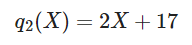 q₂(X) = 2X + 17